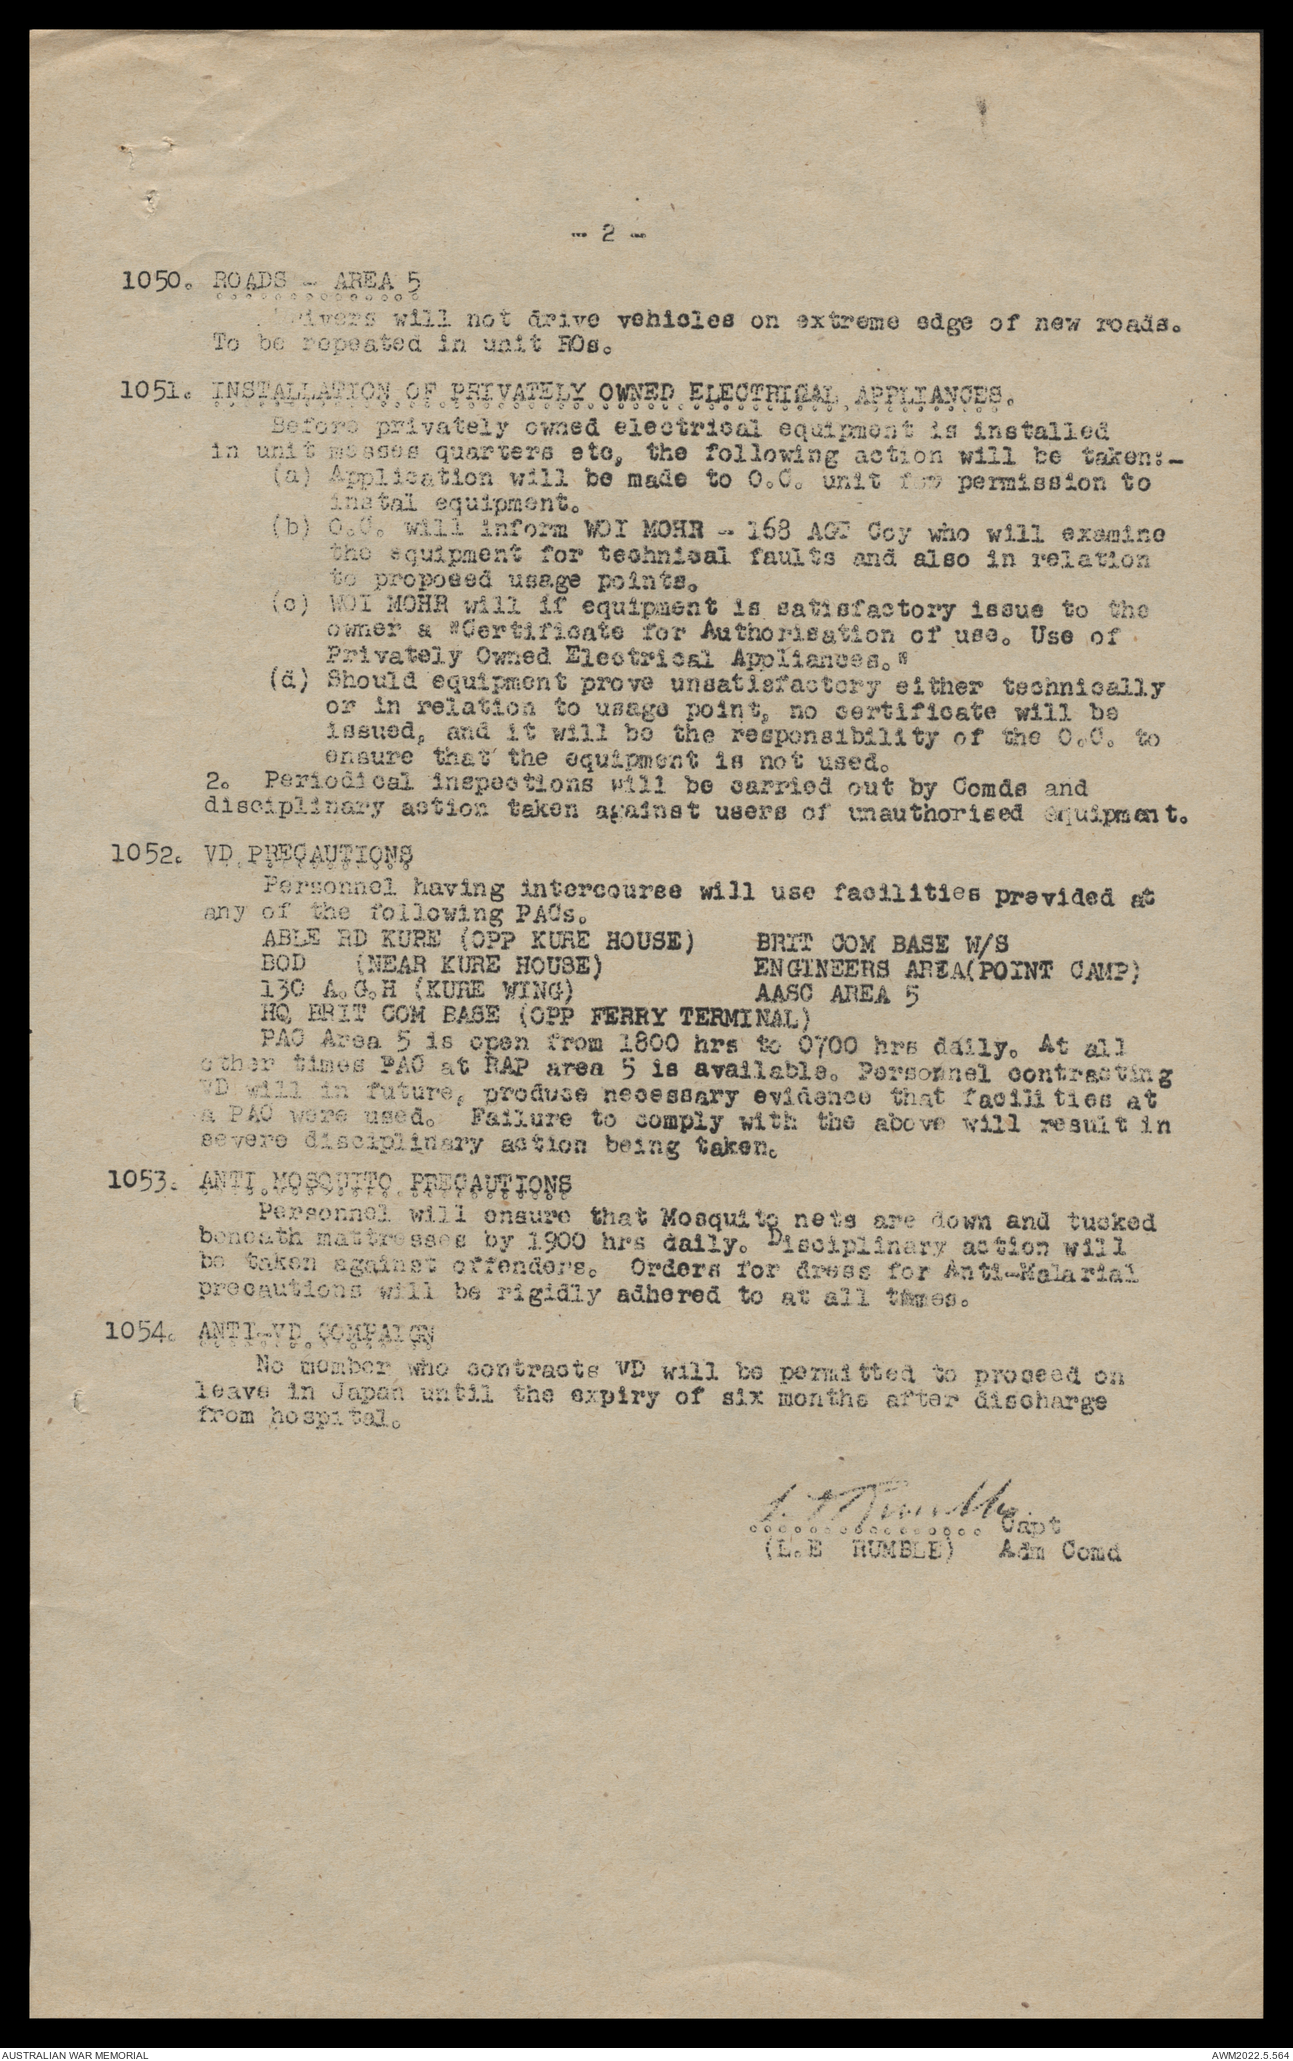 - 2 -
1050. ROADS - AREA 5
Drivers will not drive vehicles on extreme edge of new roads.
To be repeated in unit ROs.
1051. INSTALLATION OF PRIVATELY OWNED ELECTRICAL APPLIANCES.
Before privately owned electrical equipment is installed
in unit messes quarters etc, the following action will be taken:-
(a) Application will be made to O.C. unit for permission to
instal equipment.
(b) O.C. will inform WOI MOHR - 168 AGT Coy who will examine
the equipment for technical faults and also in relation
to proposed usage points.
(c) WOI MOHR will if equipment is satisfactory issue to the
owner a "Certificate for Authorisation of use. Use of
Privately Owned Electrical Appliances."
(d) Should equipment prove unsatisfactory either technically
or in relation to usage point, no certificate will be
issued, and it will be the responsibility of the O.C. to
ensure that the equipment is not used.
2. Periodical inspections will be carried out by Comds and
disciplinary action taken against users of unauthorised equipment.
1052. VD PRECAUTIONS
Personnel having intercourse will use facilities provided at
any of the following PACs.
ABLE RD KURE (OPP KURE HOUSE) BRIT COM BASE W/S
BOD (NEAR KURE HOUSE) ENGINEERS AREA(POINT CAMP)
130 A.G.H (KURE WING) AASC AREA 5
HQ BRIT COM BASE (OPP FERRY TERMINAL)
PAC Area 5 is open from 1800 hrs to 0700 hrs daily. At all
other times PAC at RAP area 5 is available. Personnel contracting
VD will in future, produce necessary evidence that facilities at
a PAC were used. Failure to comply with the above will result in
severe disciplinary action being taken.
1053. ANTI MOSQUITO PRECAUTIONS
Personnel will ensure that Mosquito nets are down and tucked
beneath mattresses by 1900 hrs daily. Disciplinary action will
be taken against offenders. Orders for dress for Anti-Malarial
precautions will be rigidly adhered to at all times.
1054. ANTI-VD COMPAIGN
No member who contracts VD will be permitted to proceed on
leave in Japan until the expiry of six months after discharge
from hospital.
............... Capt
(L.E RUMBLE) Adm Comd
AUSTRALIAN WAR MEMORIAL AWM2022.5.564